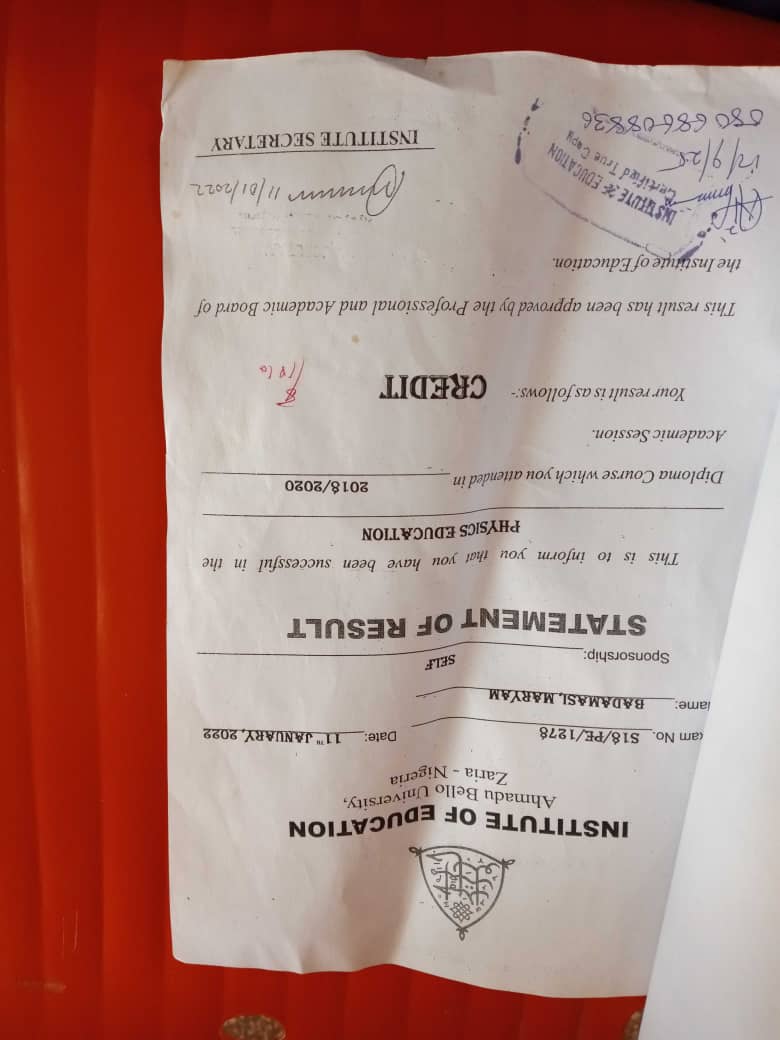 INSTITUTE OF EDUCATION
Ahmadu Bello University,
Zaria - Nigeria
am No. S18/PE/1278 Date: 11TH JANUARY, 2022
ame: BADAMASI, MARYAM
Sponsorship: SELF
STATEMENT OF RESULT
This is to inform you that you have been successful in the
PHYSICS EDUCATION
Diploma Course which you attended in 2018/2020
Academic Session.
Your result is as follows:- CREDIT
This result has been approved by the Professional and Academic Board of
the Institute of Education.
11/01/2022
INSTITUTE SECRETARY
INSTITUTE OF EDUCATION
Certified True Copy
12/9/25
08068608836